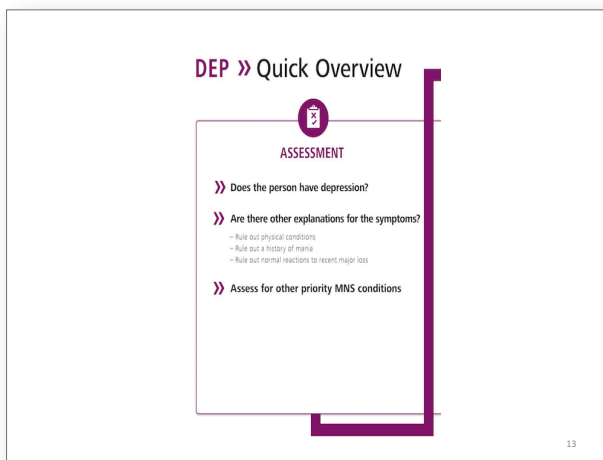 DEP » Quick Overview
ASSESSMENT
» Does the person have depression?
» Are there other explanations for the symptoms?
– Rule out physical conditions
– Rule out a history of mania
– Rule out normal reactions to recent major loss
» Assess for other priority MNS conditions
13